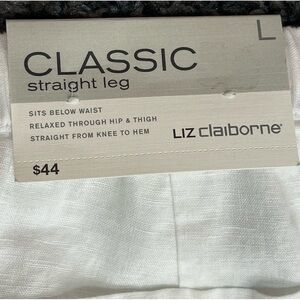 L
CLASSIC
straight leg
SITS BELOW WAIST
RELAXED THROUGH HIP & THIGH
STRAIGHT FROM KNEE TO HEM
LIZ claiborne
$44